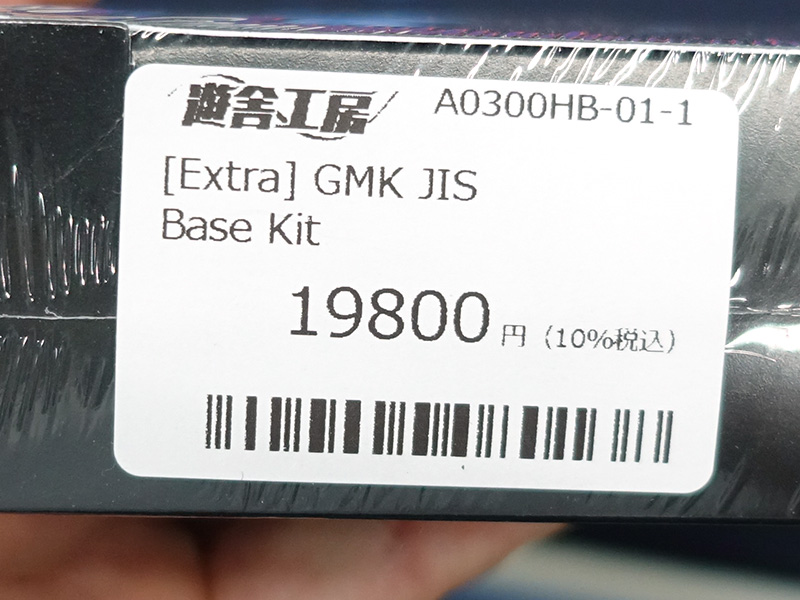 遊舎工房 A0300HB-01-1
[Extra] GMK JIS
Base Kit
19800円 (10%税込)